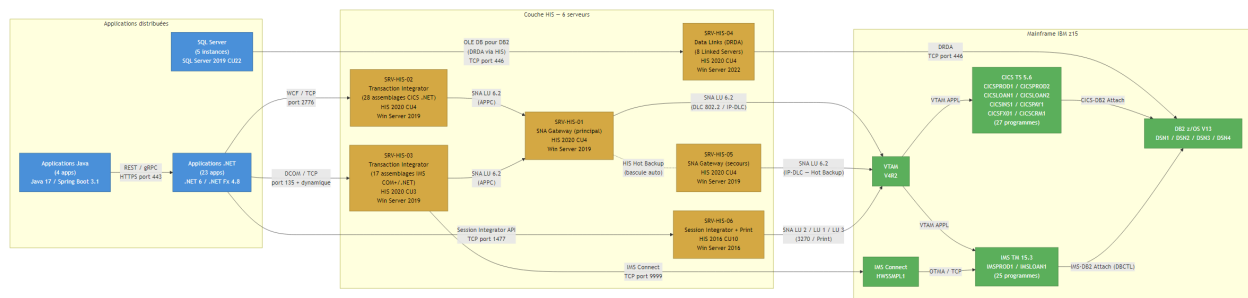 Applications distribuées
SQL Server
(5 instances)
SQL Server 2019 CU22
Applications Java
(4 apps)
Java 17 / Spring Boot 3.1
REST / gRPC
HTTPS port 443
Applications .NET
(23 apps)
.NET 6 / .NET Fx 4.8
WCF / TCP
port 2776
DCOM / TCP
port 135 + dynamique
Couche HIS — 6 serveurs
OLE DB pour DB2
(DRDA via HIS)
TCP port 446
SRV-HIS-02
Transaction Integrator
(28 assemblages CICS .NET)
HIS 2020 CU4
Win Server 2019
SRV-HIS-03
Transaction Integrator
(17 assemblages IMS
COM+/.NET)
HIS 2020 CU3
Win Server 2019
SNA LU 6.2
(APPC)
SNA LU 6.2
(APPC)
Session Integrator API
TCP port 1477
SRV-HIS-01
SNA Gateway (principal)
HIS 2020 CU4
Win Server 2019
HIS Hot Backup
(bascule auto)
IMS Connect
TCP port 9999
SRV-HIS-04
Data Links (DRDA)
(8 Linked Servers)
HIS 2020 CU4
Win Server 2022
SNA LU 6.2
(DLC 802.2 / IP-DLC)
SRV-HIS-05
SNA Gateway (secours)
HIS 2020 CU4
Win Server 2019
SRV-HIS-06
Session Integrator + Print
HIS 2016 CU10
Win Server 2016
SNA LU 6.2
(IP-DLC — Hot Backup)
SNA LU 2 / LU 1 / LU 3
(3270 / Print)
Mainframe IBM z15
DRDA
TCP port 446
VTAM
V4R2
VTAM APPL
VTAM APPL
IMS Connect
HWSSMPL1
OTMA / TCP
CICS TS 5.6
CICSPROD1 / CICSPROD2
CICSLOAN1 / CICSLOAN2
CICSINS1 / CICSPAY1
CICSFX01 / CICSCRM1
(27 programmes)
IMS TM 15.3
IMSPROD1 / IMSLOAN1
(25 programmes)
CICS-DB2 Attach
IMS-DB2 Attach (DBCTL)
DB2 z/OS V13
DSN1 / DSN2 / DSN3 / DSN4